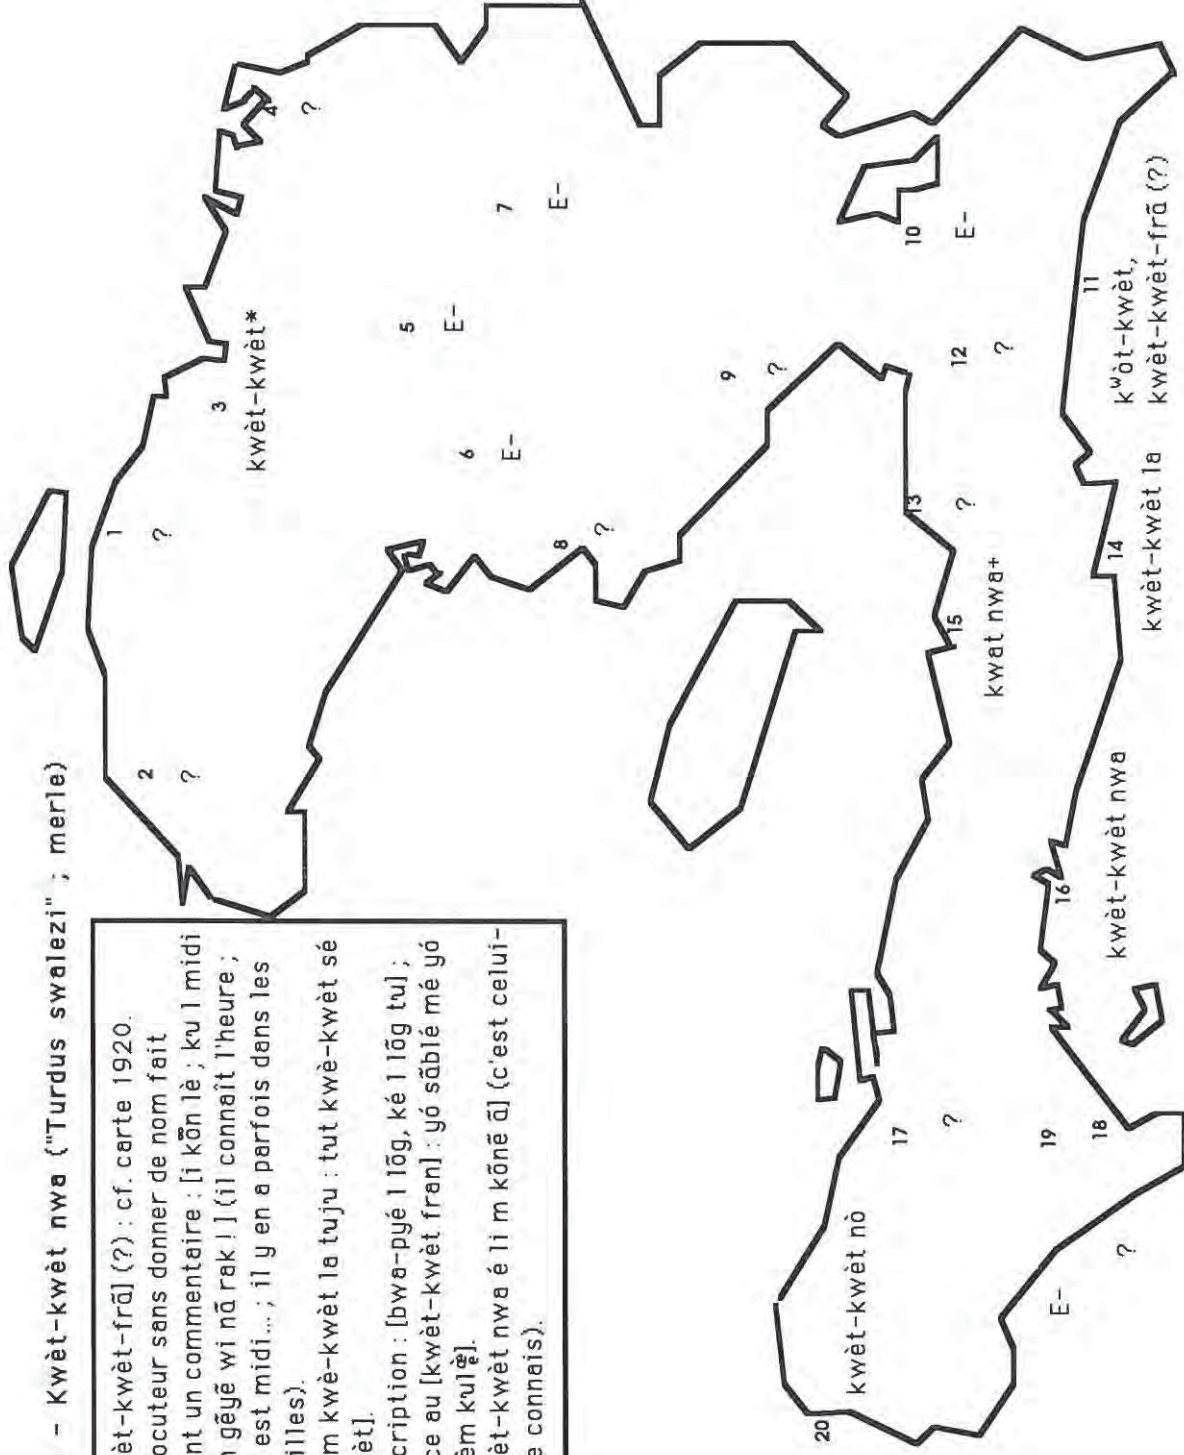 - Kwèt-kwèt nwa ("Turdus swalezi" ; merle)
èt-kwèt-frã] (?) : cf. carte 1920.
ocuteur sans donner de nom fait
nt un commentaire : [i kõn lè ; ku l midi
gẽyẽ wi nã rak ! ] (il connaît l'heure ;
est midi... ; il y en a parfois dans les
illes).
m kwè-kwèt la tuju : tut kwè-kwèt sé
èt].
cription : [bwa-pyé l lõg, ké l lõg tu] ;
ce au [kwèt-kwèt fran] : yó sãblé mé yó
èm kulè̃].
èt-kwèt nwa é li m kõnẽ ã] (c'est celui-
e connais).
1
?
2
?
3
kwèt-kwèt*
4
?
5
E-
6
E-
7
E-
8
?
9
?
10
E-
11
kʷòt-kwèt,
kwèt-kwèt-frã (?)
12
?
13
?
14
kwèt-kwèt la
15
kwat nwa+
16
kwèt-kwèt nwa
17
?
18
?
19
E-
20
kwèt-kwèt nò